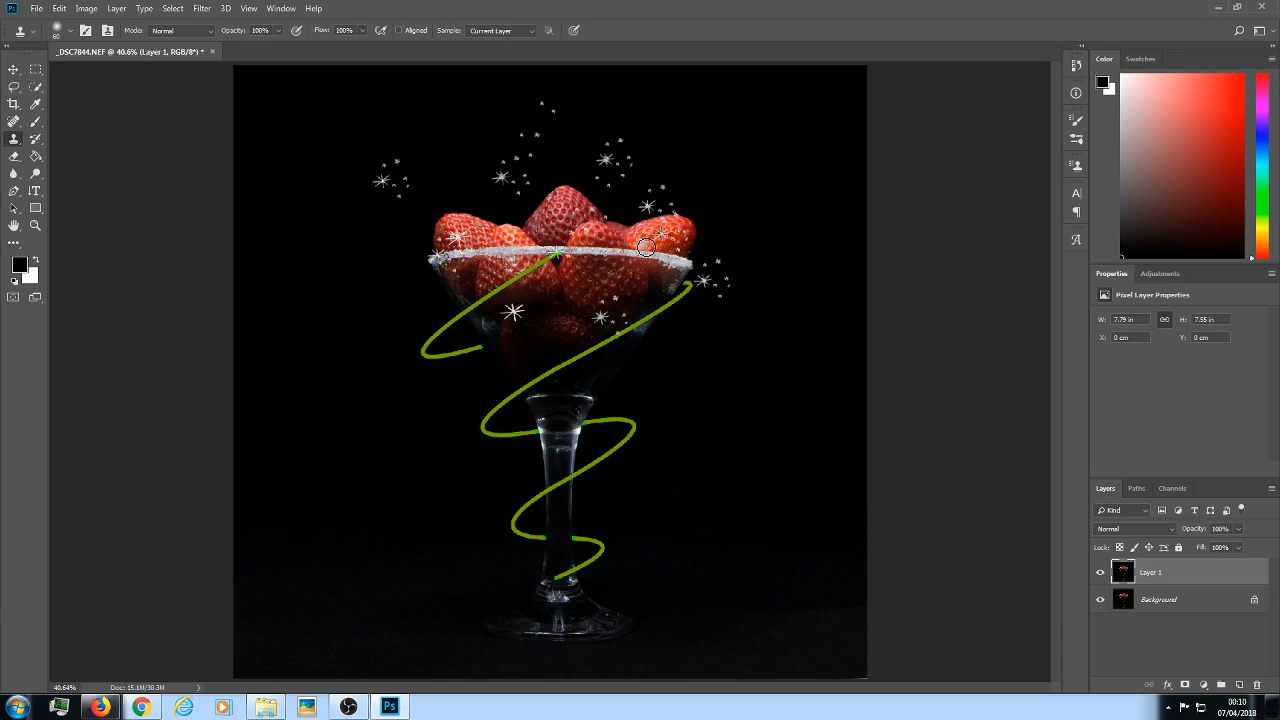 Ps File Edit Image Layer Type Select Filter 3D View Window Help
60 Mode: Normal Opacity: 100% Flow: 100% Aligned Sample: Current Layer
_DSC7844.NEF @ 40.6% (Layer 1, RGB/8*) *
Color Swatches
Properties Adjustments
Pixel Layer Properties
W: 7.79 in H: 7.55 in
X: 0 cm Y: 0 cm
Layers Paths Channels
Kind
Normal Opacity: 100%
Lock: Fill: 100%
Layer 1
Background
40.64% Doc: 15.1M/30.3M
Ps
00:10
07/04/2018